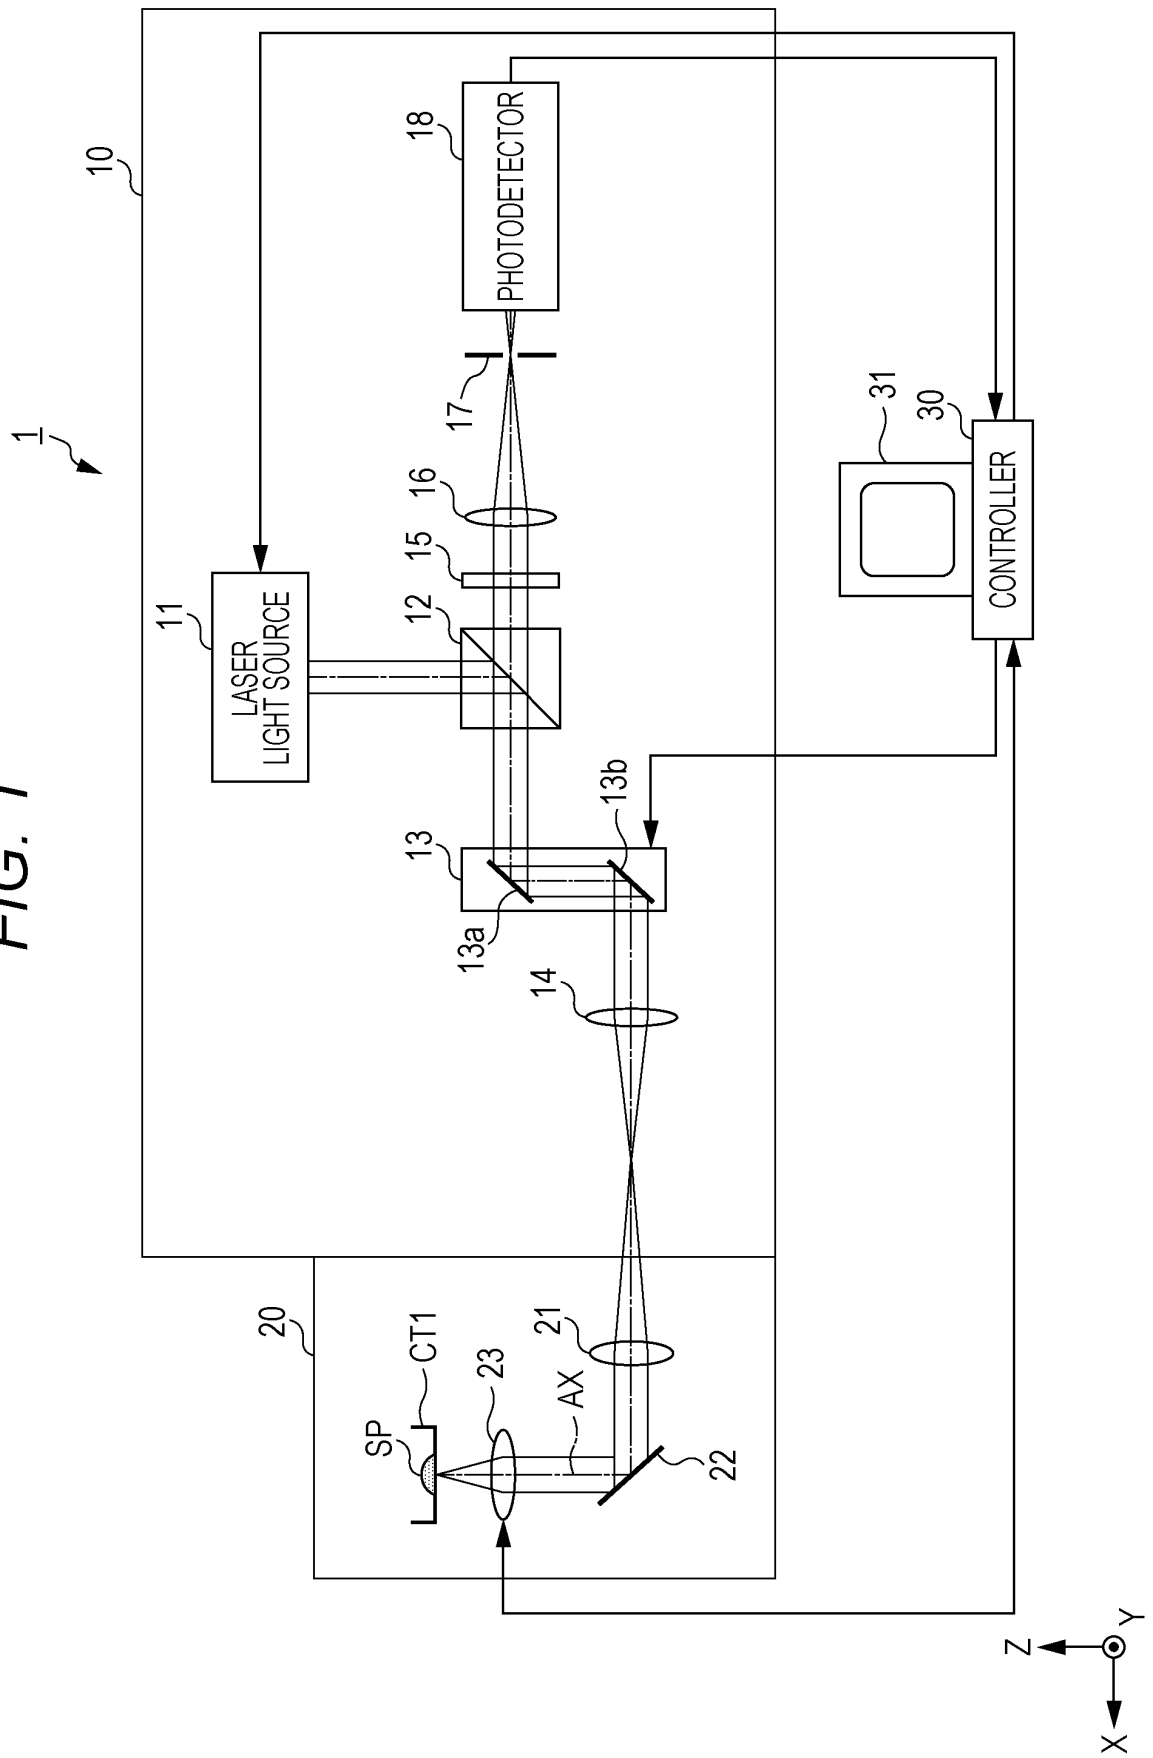 FIG. 1
1
10
11
LASER
LIGHT SOURCE
18
PHOTODETECTOR
17
16
15
12
13
13a
13b
14
20
CT1
SP
23
21
AX
22
31
30
CONTROLLER
Z
Y
X